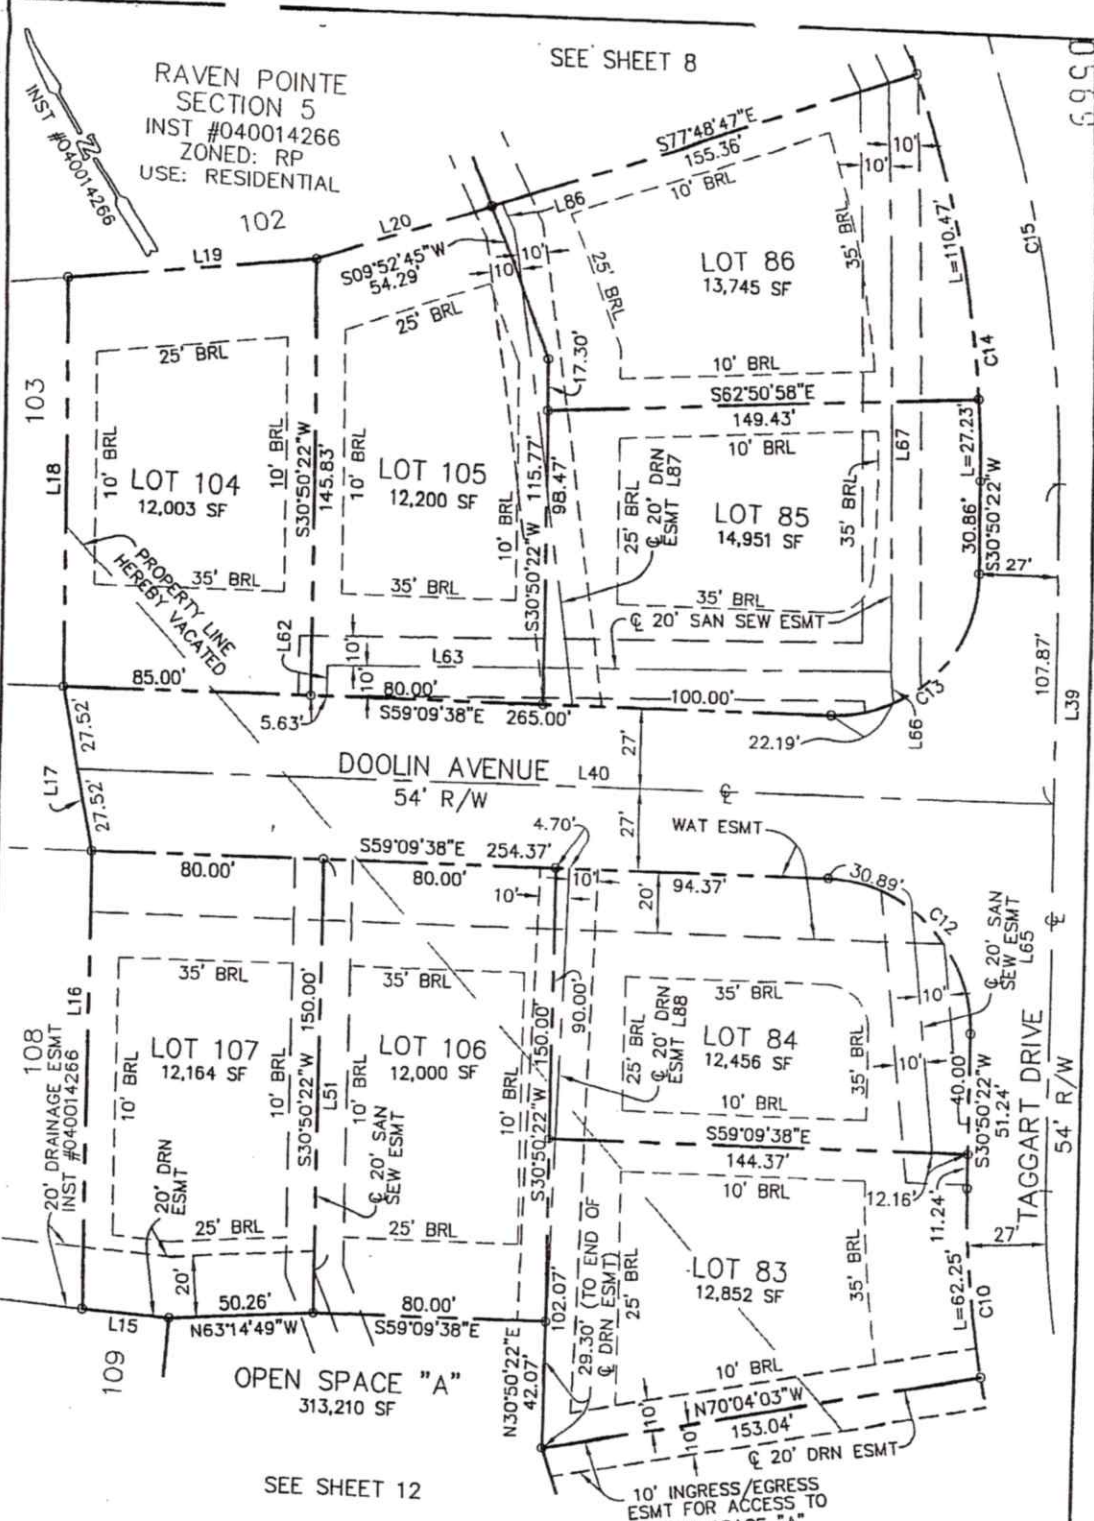 SEE SHEET 8
0569
RAVEN POINTE
SECTION 5
INST #040014266
ZONED: RP
USE: RESIDENTIAL
N
INST #040014266
102
L19
L20
L86
S77°48'47"E
155.36'
10' BRL
10'
10'
C15
L=110.47'
S09°52'45"W
54.29'
10'
10'
LOT 86
13,745 SF
25' BRL
35' BRL
10' BRL
17.30'
C14
S62°50'58"E
149.43'
10' BRL
L=27.23'
L67
103
L18
25' BRL
10' BRL
LOT 104
12,003 SF
10' BRL
35' BRL
S30°50'22"W
145.83'
25' BRL
10' BRL
LOT 105
12,200 SF
10' BRL
35' BRL
115.77'
S30°50'22"W
98.47'
℄ 20' DRN
ESMT L87
25' BRL
LOT 85
14,951 SF
35' BRL
35' BRL
30.86'
S30°50'22"W
27'
PROPERTY LINE
HEREBY VACATED
℄ 20' SAN SEW ESMT
L62
10'
10'
L63
85.00'
5.63'
80.00'
S59°09'38"E
265.00'
100.00'
22.19'
C13
L66
107.87'
L39
27.52'
L17
27.52'
DOOLIN AVENUE
54' R/W
L40
27'
27'
℄
WAT ESMT
4.70'
80.00'
S59°09'38"E
254.37'
80.00'
10'
10'
94.37'
20'
30.89'
C12
℄ 20' SAN
SEW ESMT
L65
℄
L16
35' BRL
10' BRL
LOT 107
12,164 SF
10' BRL
25' BRL
S30°50'22"W
150.00'
L51
35' BRL
10' BRL
LOT 106
12,000 SF
10' BRL
25' BRL
℄ 20' SAN
SEW ESMT
150.00'
S30°50'22"W
90.00'
℄ 20' DRN
ESMT L88
35' BRL
25' BRL
LOT 84
12,456 SF
35' BRL
10' BRL
10'
10'
40.00'
S30°50'22"W
51.24'
S59°09'38"E
144.37'
12.16'
11.24'
TAGGART DRIVE
54' R/W
27'
108
20' DRAINAGE ESMT
INST #040014266
20' DRN
ESMT
20'
L15
50.26'
N63°14'49"W
80.00'
S59°09'38"E
109
OPEN SPACE "A"
313,210 SF
102.07'
N30°50'22"E
42.07'
29.30' (TO END OF
℄ DRN ESMT)
10' BRL
25' BRL
LOT 83
12,852 SF
35' BRL
10' BRL
L=62.25'
C10
10'
10'
N70°04'03"W
153.04'
℄ 20' DRN ESMT
SEE SHEET 12
10' INGRESS/EGRESS
ESMT FOR ACCESS TO